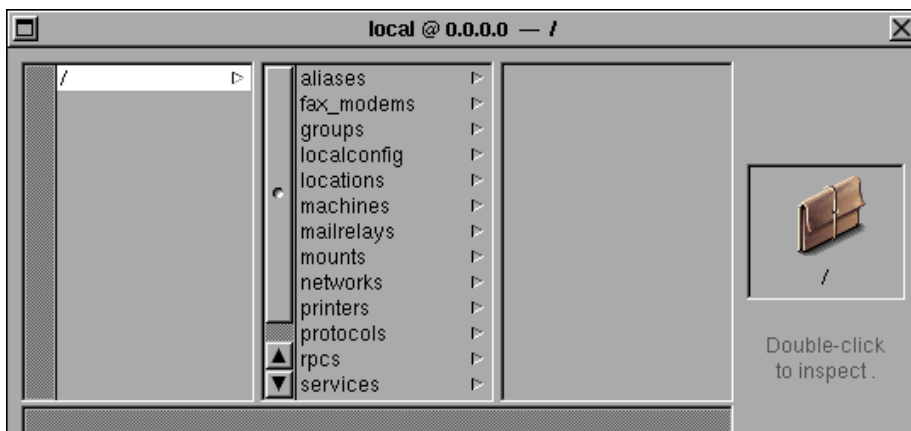 local @ 0.0.0.0 — /
/
aliases
fax_modems
groups
localconfig
locations
machines
mailrelays
mounts
networks
printers
protocols
rpcs
services
/
Double-click
to inspect .